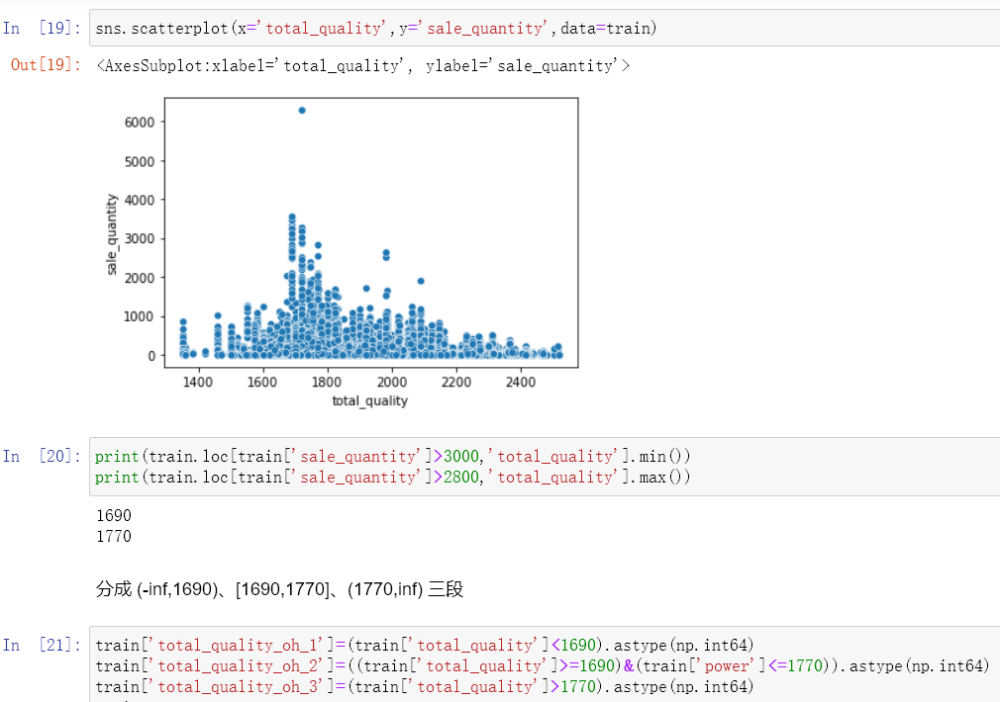 In [19]: sns.scatterplot(x='total_quality',y='sale_quantity',data=train)
Out[19]: <AxesSubplot:xlabel='total_quality', ylabel='sale_quantity'>
6000
5000
4000
3000
2000
1000
0
sale_quantity
1400 1600 1800 2000 2200 2400
total_quality
In [20]: print(train.loc[train['sale_quantity']>3000,'total_quality'].min())
print(train.loc[train['sale_quantity']>2800,'total_quality'].max())
1690
1770
分成 (-inf,1690)、[1690,1770]、(1770,inf) 三段
In [21]: train['total_quality_oh_1']=(train['total_quality']<1690).astype(np.int64)
train['total_quality_oh_2']=((train['total_quality']>=1690)&(train['power']<=1770)).astype(np.int64)
train['total_quality_oh_3']=(train['total_quality']>1770).astype(np.int64)